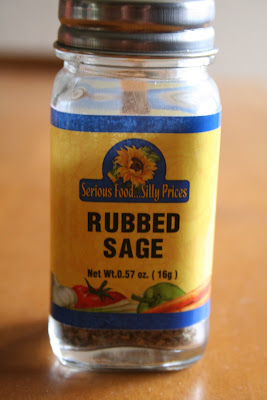 Serious Food...Silly Prices
RUBBED
SAGE
Net Wt.0.57 oz. ( 16g )